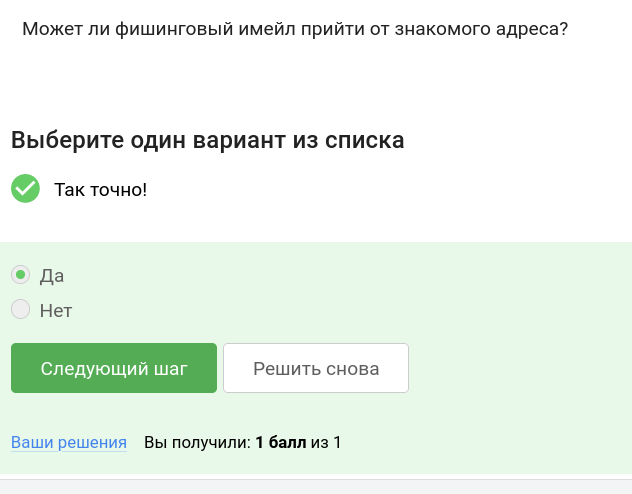 Может ли фишинговый имейл прийти от знакомого адреса?
Выберите один вариант из списка
Так точно!
Да
Нет
Следующий шаг
Решить снова
Ваши решения Вы получили: 1 балл из 1